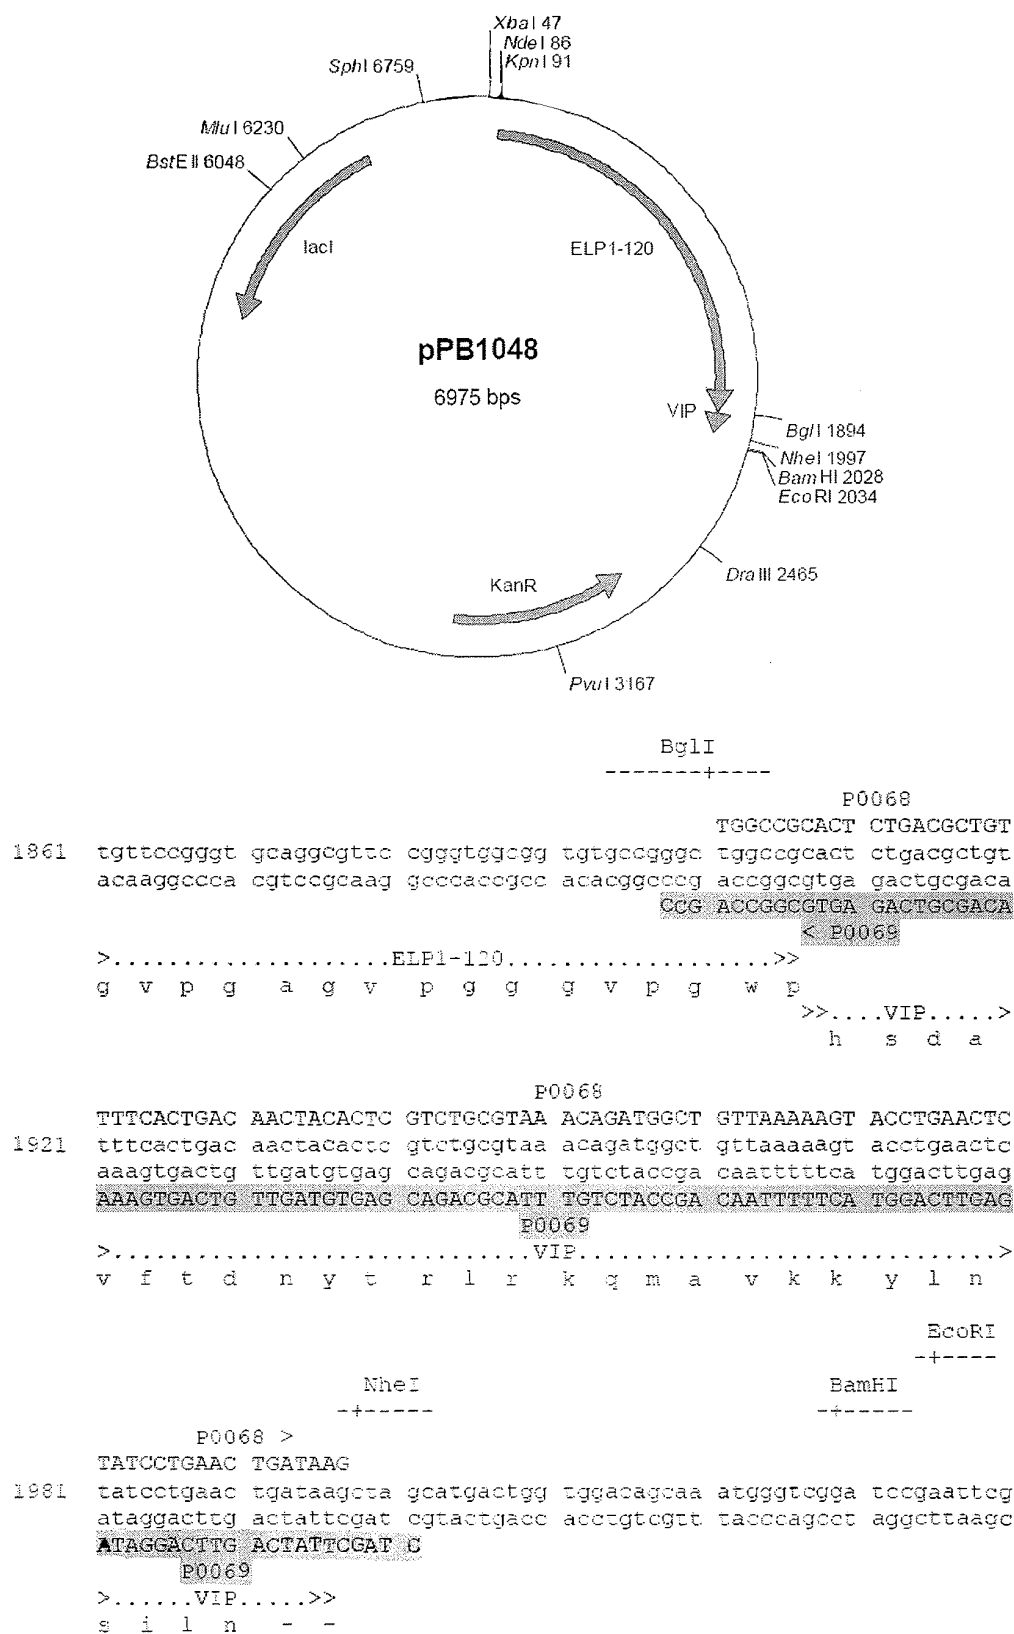 XbaI 47
NdeI 86
KpnI 91
SphI 6759
MluI 6230
BstE II 6048
lacI
ELP1-120
pPB1048
6975 bps
VIP
BglI 1894
NheI 1997
BamHI 2028
EcoRI 2034
DraIII 2465
KanR
PvuI 3167
BglI
-------+----
P0068
TGGCCGCACT CTGACGCTGT
1861 tgttccgggt gcaggcgttc cgggtggcgg tgtgccgggc tggccgcact ctgacgctgt
acaaggccca cgtccgcaag gcccaccgcc acacggcccg accggcgtga gactgcgaca
CCG ACCGGCGTGA GACTGCGACA
< P0069
>....................ELP1-120...................>>
g v p g a g v p g g g v p g w p
>>....VIP.....>
h s d a
P0068
TTTCACTGAC AACTACACTC GTCTGCGTAA ACAGATGGCT GTTAAAAAGT ACCTGAACTC
1921 tttcactgac aactacactc gtctgcgtaa acagatggct gttaaaaagt acctgaactc
aaagtgactg ttgatgtgag cagacgcatt tgtctaccga caatttttca tggacttgag
AAAGTGACTG TTGATGTGAG CAGACGCATT TGTCTACCGA CAATTTTTCA TGGACTTGAG
P0069
>..............................VIP..............................>
v f t d n y t r l r k q m a v k k y l n
EcoRI
-+----
NheI BamHI
-+----- -+-----
P0068 >
TATCCTGAAC TGATAAG
1981 tatcctgaac tgataagcta gcatgactgg tggacagcaa atgggtcgga tccgaattcg
ataggacttg actattcgat cgtactgacc acctgtcgtt tacccagcct aggcttaagc
ATAGGACTTG ACTATTCGAT C
P0069
>......VIP.....>>
s i l n - -